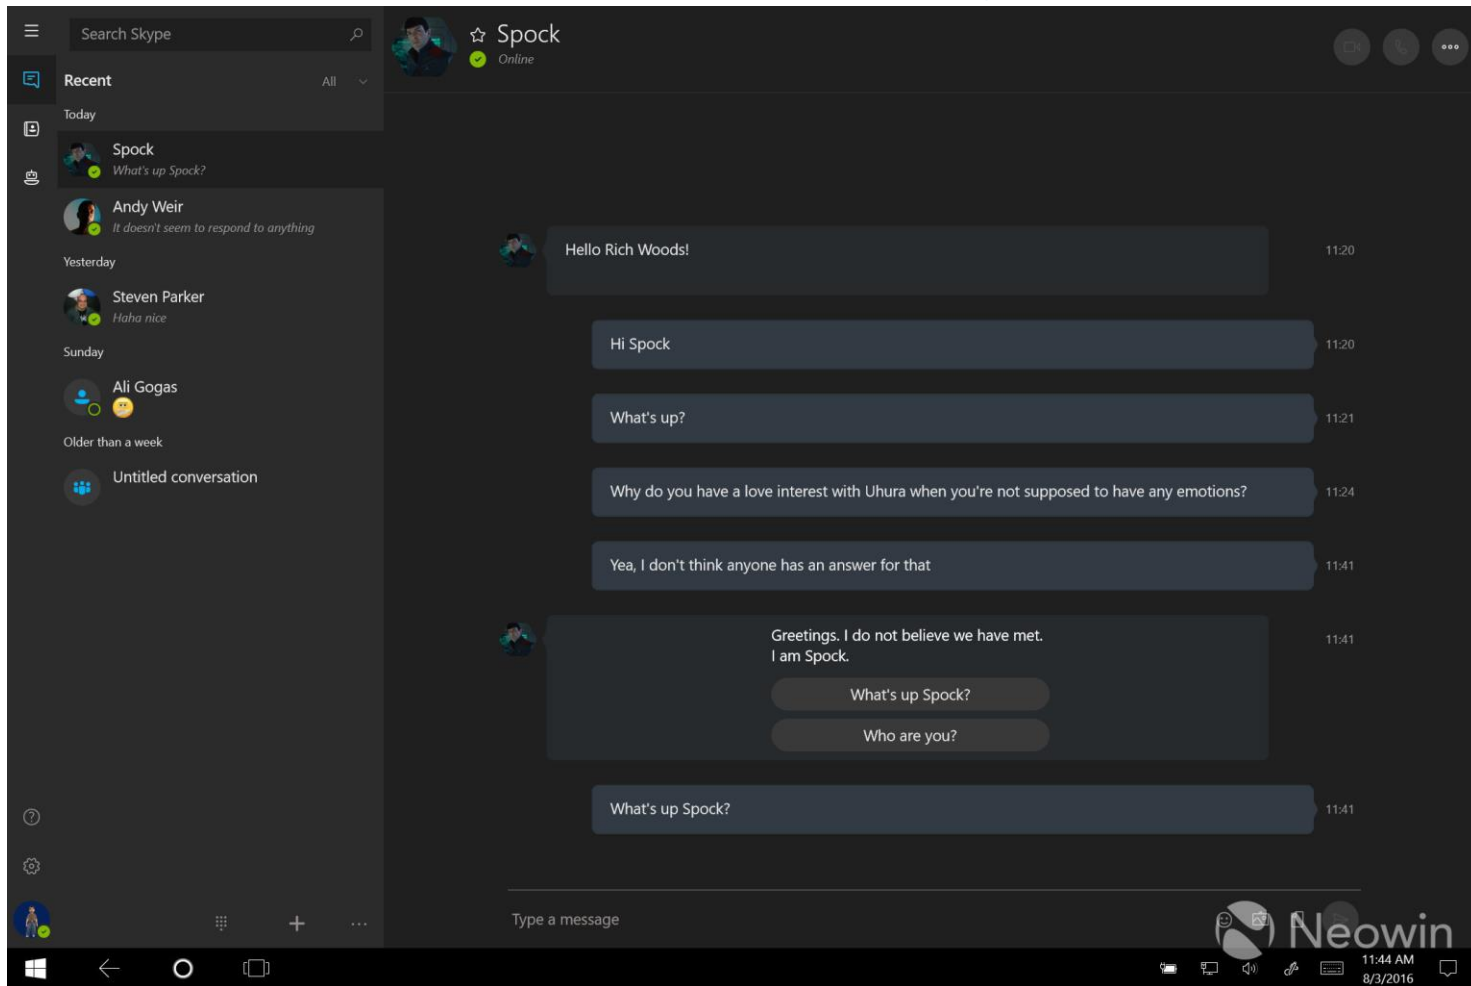 Search Skype
Recent
All
Today
Spock
What's up Spock?
Andy Weir
It doesn't seem to respond to anything
Yesterday
Steven Parker
Haha nice
Sunday
Ali Gogas
Older than a week
Untitled conversation
Spock
Online
Hello Rich Woods!
11:20
Hi Spock
11:20
What's up?
11:21
Why do you have a love interest with Uhura when you're not supposed to have any emotions?
11:24
Yea, I don't think anyone has an answer for that
11:41
Greetings. I do not believe we have met.
I am Spock.
11:41
What's up Spock?
Who are you?
What's up Spock?
11:41
Type a message
Neowin
11:44 AM
8/3/2016